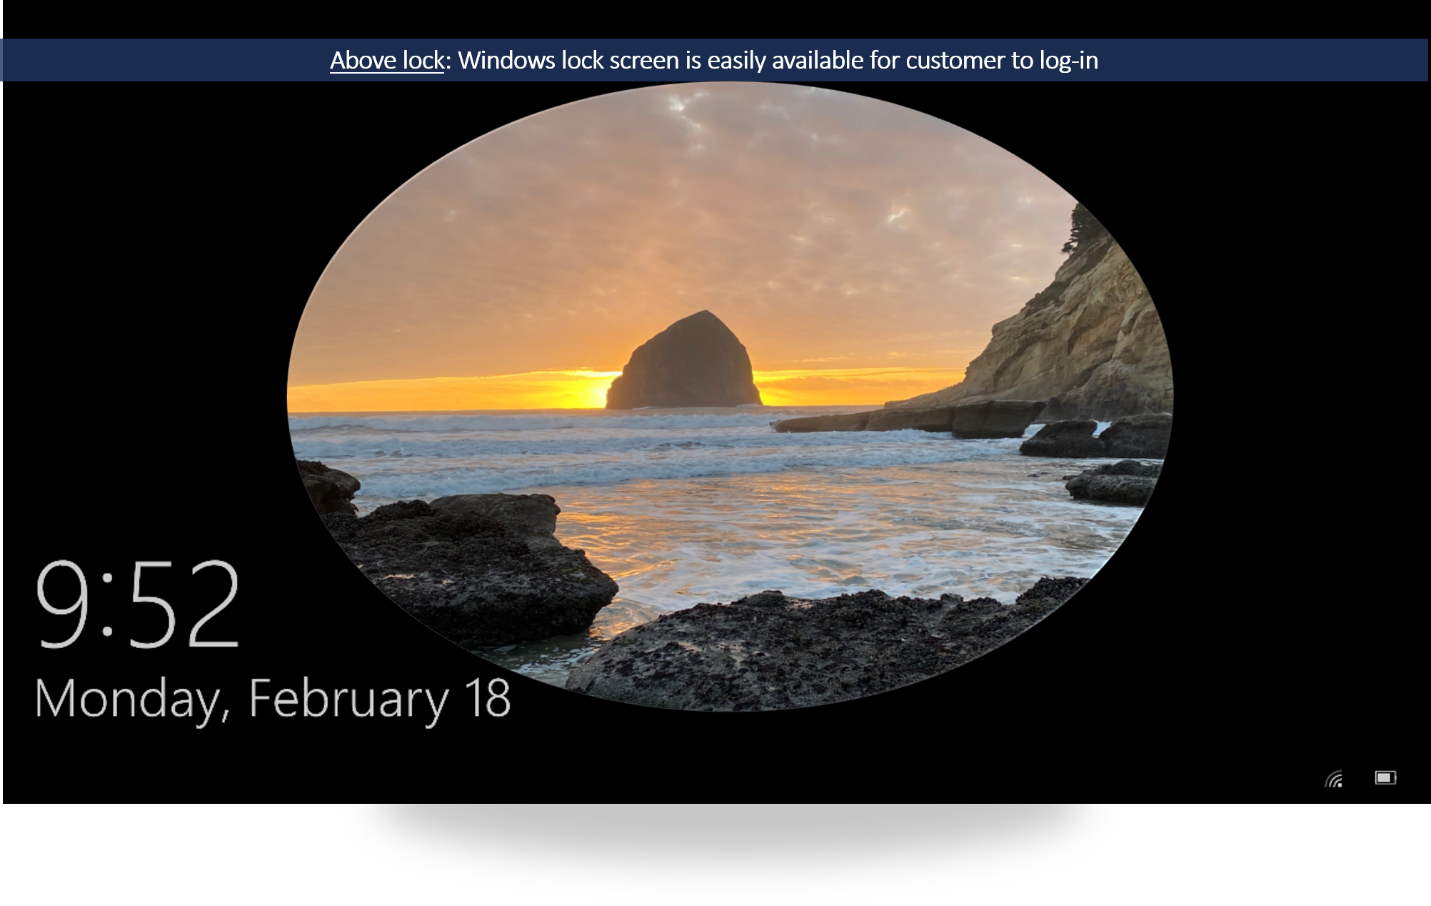 Above lock: Windows lock screen is easily available for customer to log-in
9:52
Monday, February 18